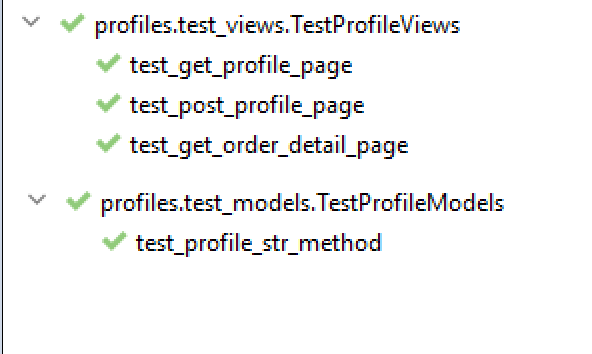 profiles.test_views.TestProfileViews
test_get_profile_page
test_post_profile_page
test_get_order_detail_page
profiles.test_models.TestProfileModels
test_profile_str_method